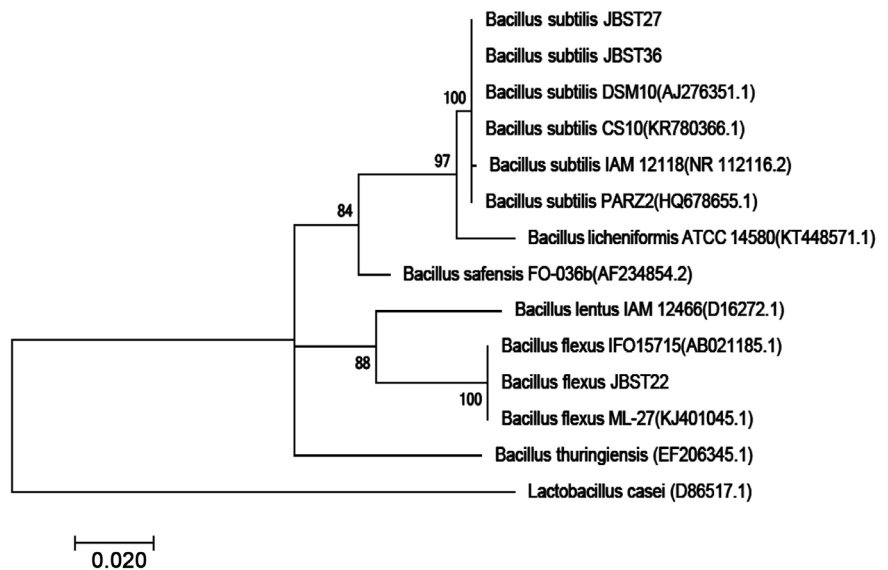 Bacillus subtilis JBST27
Bacillus subtilis JBST36
Bacillus subtilis DSM10(AJ276351.1)
100
Bacillus subtilis CS10(KR780366.1)
97
Bacillus subtilis IAM 12118(NR 112116.2)
Bacillus subtilis PARZ2(HQ678655.1)
84
Bacillus licheniformis ATCC 14580(KT448571.1)
Bacillus safensis FO-036b(AF234854.2)
Bacillus lentus IAM 12466(D16272.1)
Bacillus flexus IFO15715(AB021185.1)
88
Bacillus flexus JBST22
100
Bacillus flexus ML-27(KJ401045.1)
Bacillus thuringiensis (EF206345.1)
Lactobacillus casei (D86517.1)
0.020